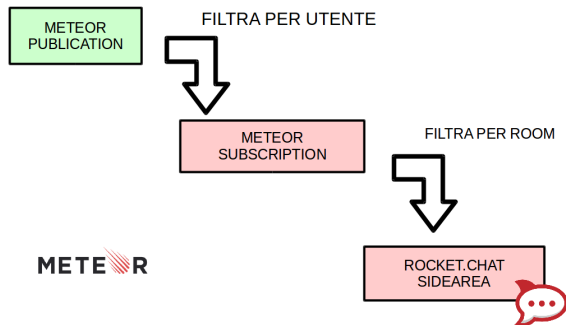 METEOR
PUBLICATION
FILTRA PER UTENTE
METEOR
SUBSCRIPTION
FILTRA PER ROOM
METEOR
ROCKET.CHAT
SIDEAREA